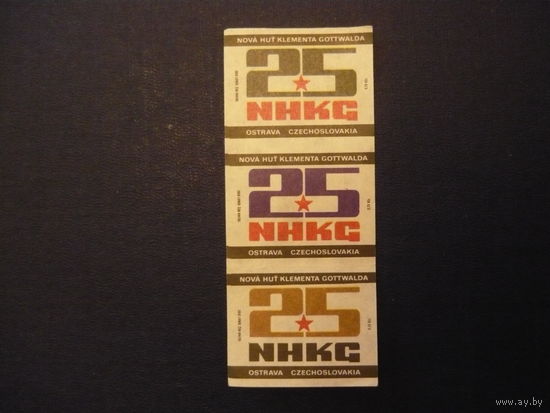 NOVÁ HUŤ KLEMENTA GOTTWALDA
25
NHKG
OSTRAVA CZECHOSLOVAKIA
NOVÁ HUŤ KLEMENTA GOTTWALDA
25
NHKG
OSTRAVA CZECHOSLOVAKIA
NOVÁ HUŤ KLEMENTA GOTTWALDA
25
NHKG
OSTRAVA CZECHOSLOVAKIA
www.ay.by